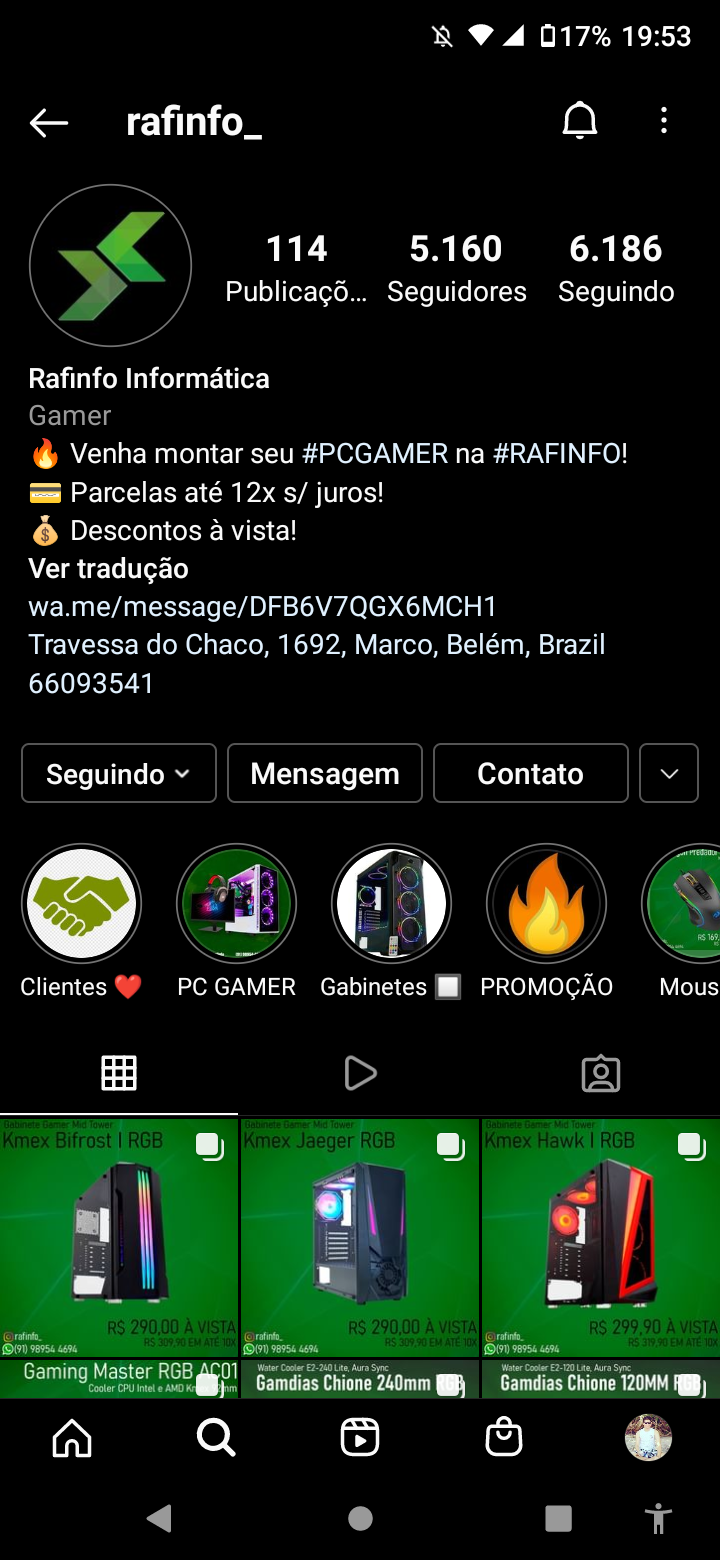 17% 19:53
rafinfo_
114 5.160 6.186
Publicaçõ... Seguidores Seguindo
Rafinfo Informática
Gamer
🔥 Venha montar seu #PCGAMER na #RAFINFO!
💳 Parcelas até 12x s/ juros!
💰 Descontos à vista!
Ver tradução
wa.me/message/DFB6V7QGX6MCH1
Travessa do Chaco, 1692, Marco, Belém, Brazil
66093541
Seguindo Mensagem Contato
Clientes ❤️ PC GAMER Gabinetes 🔲 PROMOÇÃO Mous
Gabinete Gamer Mid Tower
Kmex Bifrost I RGB
R$ 290,00 À VISTA
R$ 309,90 EM ATÉ 10X
rafinfo_
(91) 98954 4694
Gabinete Gamer Mid Tower
Kmex Jaeger RGB
R$ 290,00 À VISTA
R$ 309,90 EM ATÉ 10X
rafinfo_
(91) 98954 4694
Gabinete Gamer Mid Tower
Kmex Hawk I RGB
R$ 299,90 À VISTA
R$ 319,90 EM ATÉ 10X
rafinfo_
(91) 98954 4694
Gaming Master RGB AC01
Cooler CPU Intel e AMD
Water Cooler E2-240 Lite, Aura Sync
Gamdias Chione 240mm RGB
Water Cooler E2-120 Lite, Aura Sync
Gamdias Chione 120MM RGB